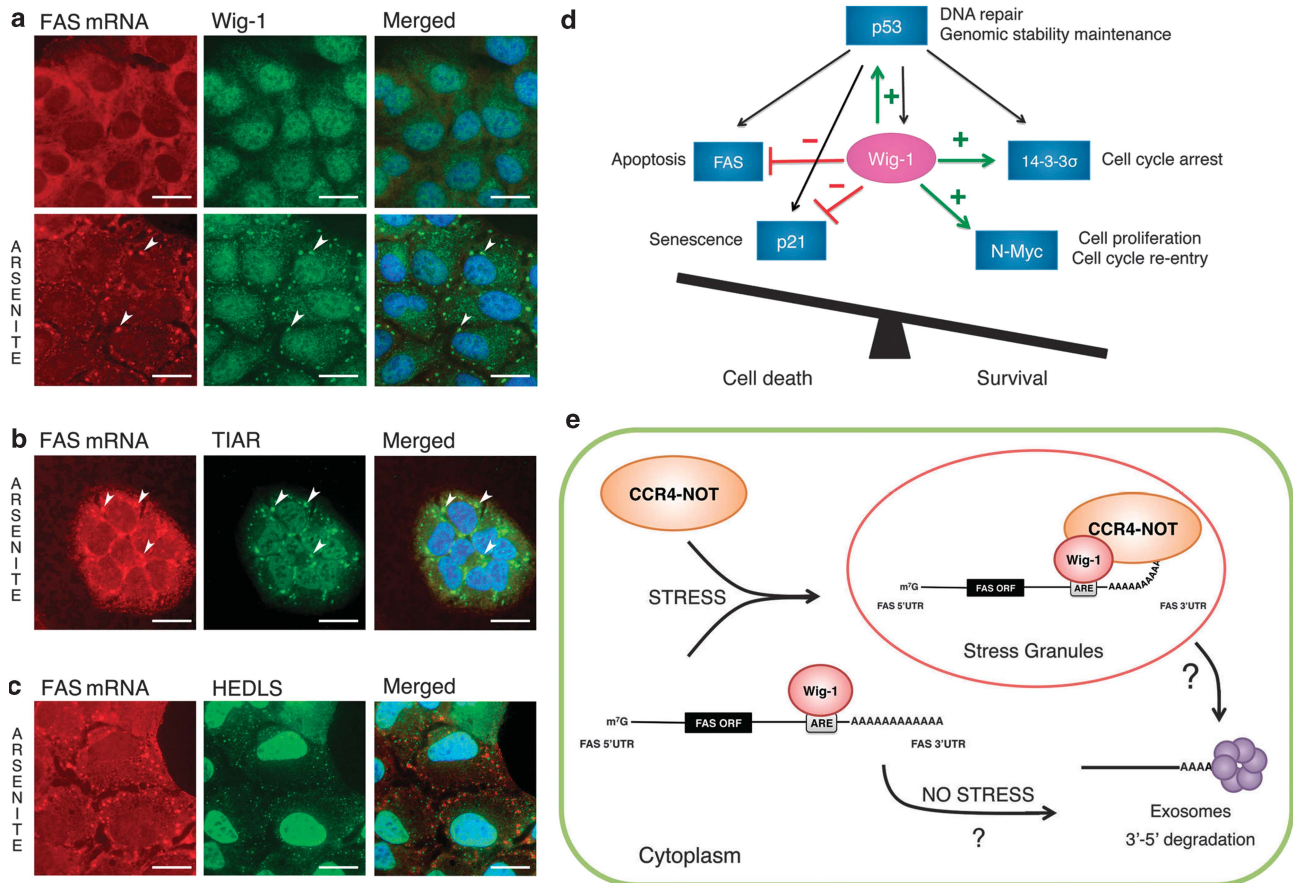 a
FAS mRNA
Wig-1
Merged
ARSENITE
b
FAS mRNA
TIAR
Merged
ARSENITE
c
FAS mRNA
HEDLS
Merged
ARSENITE
d
p53
DNA repair
Genomic stability maintenance
+
Apoptosis
FAS
–
Wig-1
+
14-3-3σ
Cell cycle arrest
–
+
Senescence
p21
N-Myc
Cell proliferation
Cell cycle re-entry
Cell death
Survival
e
CCR4-NOT
STRESS
CCR4-NOT
Wig-1
m⁷G
FAS ORF
ARE
AAAAAAAAAA
FAS 5'UTR
FAS 3'UTR
Stress Granules
?
Wig-1
m⁷G
FAS ORF
ARE
AAAAAAAAAAAA
FAS 5'UTR
FAS 3'UTR
NO STRESS
?
AAAA
Exosomes
3'-5' degradation
Cytoplasm